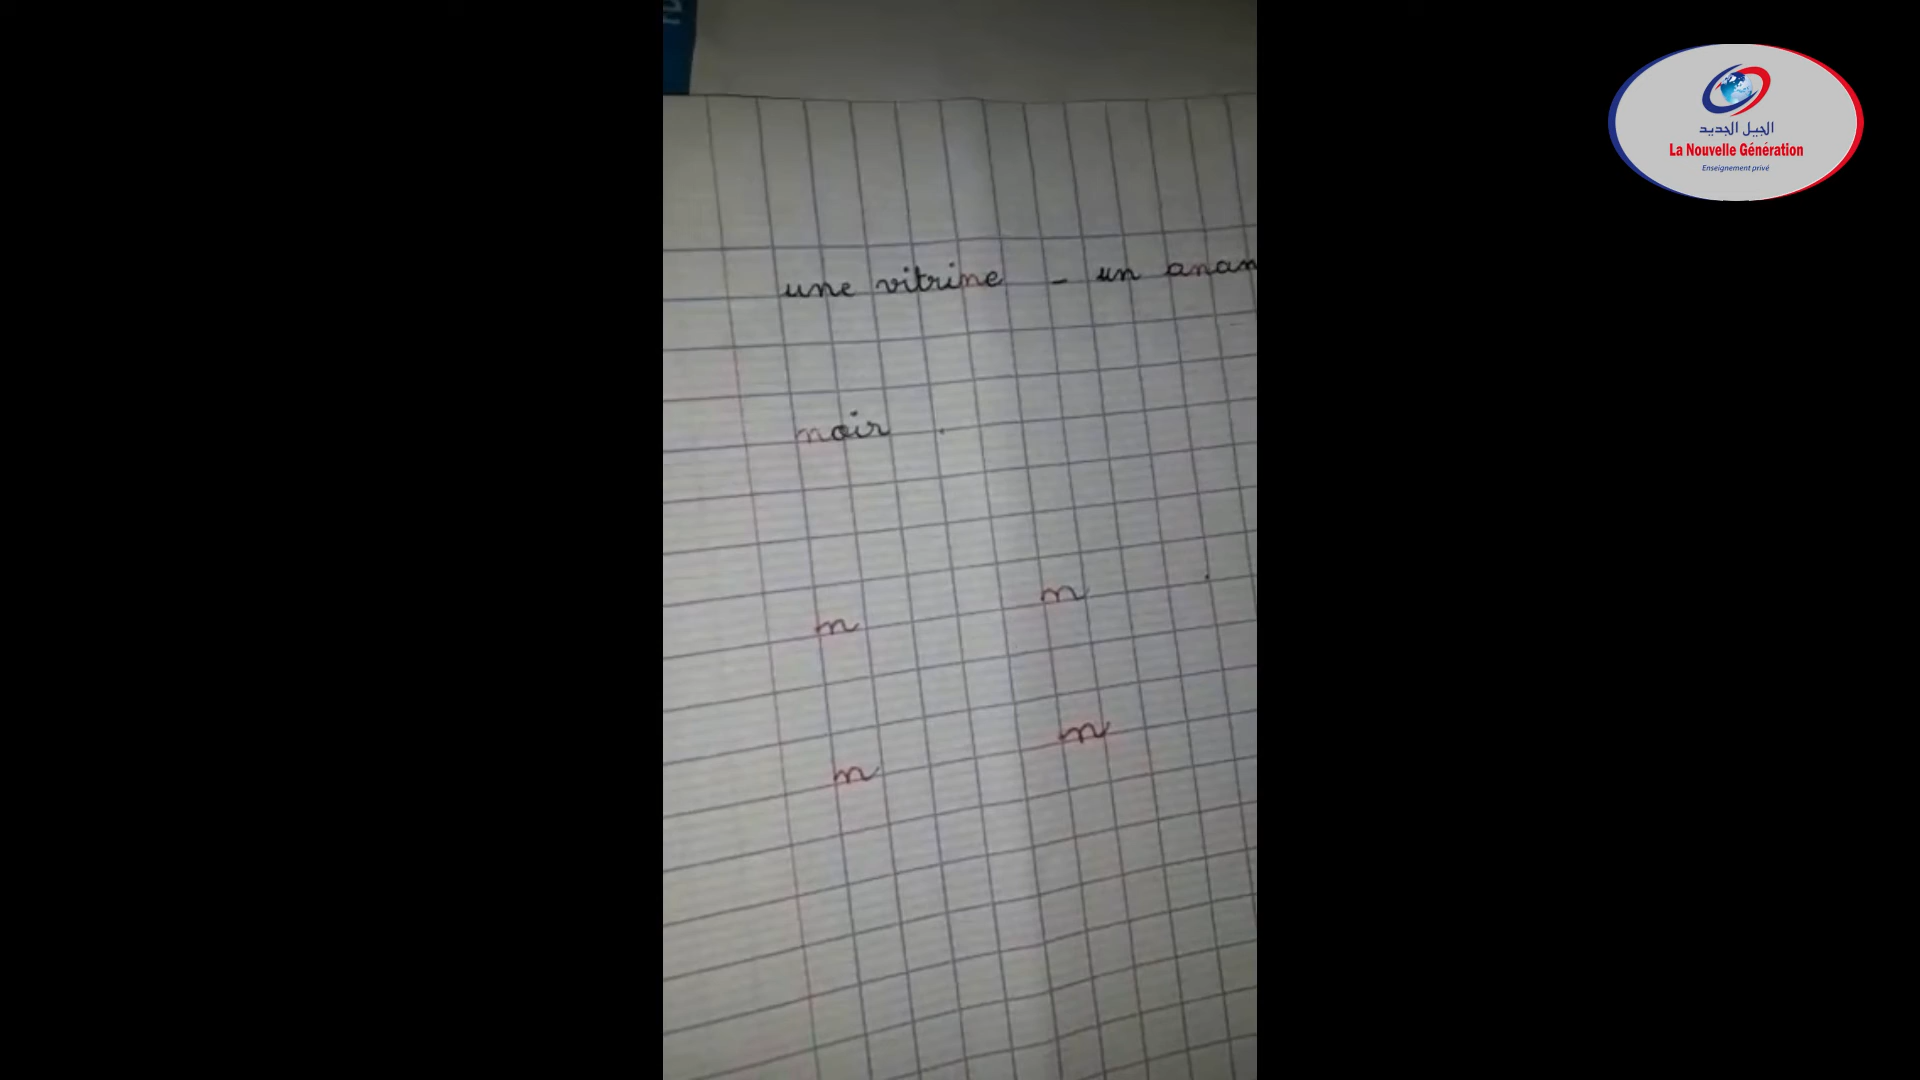 une vitrine - un anan
noir .
n n
n n
الجيل الجديد
La Nouvelle Génération
Enseignement privé